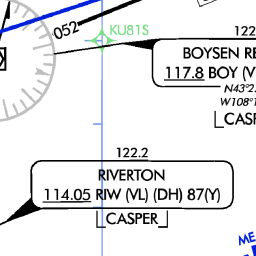 KU81S
052
122
BOYSEN RE
117.8 BOY (V
N43°2
W108°1
CASP
122.2
RIVERTON
114.05 RIW (VL) (DH) 87(Y)
CASPER
ME